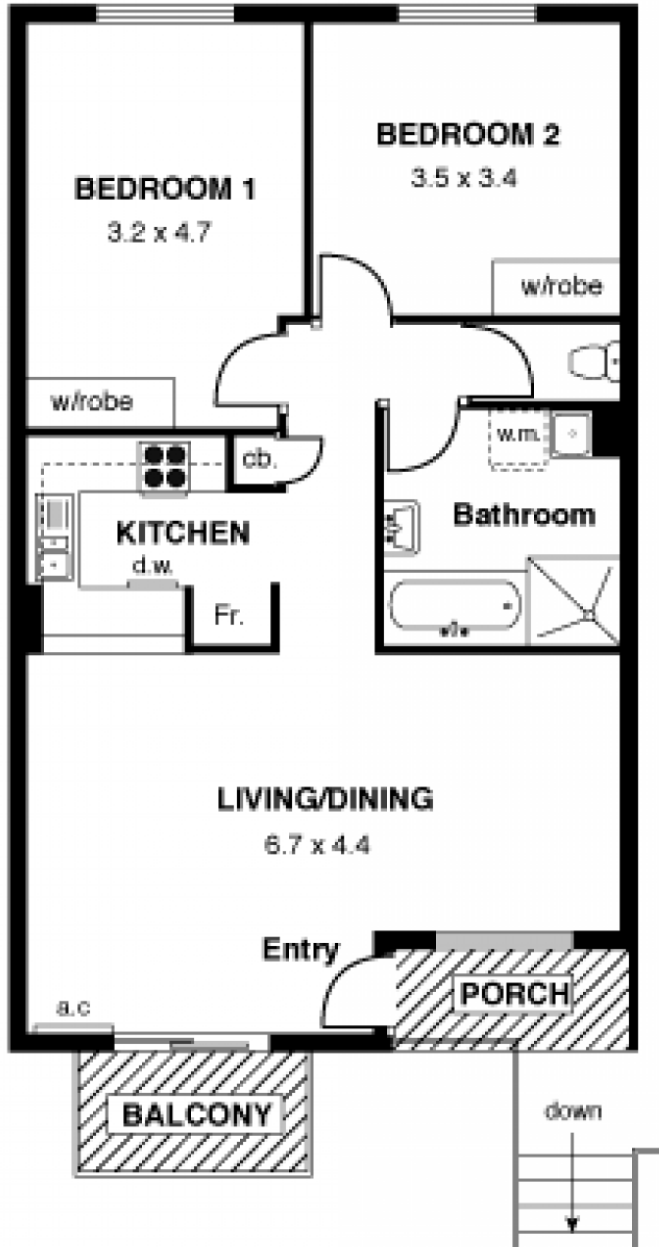 BEDROOM 1
3.2 x 4.7
BEDROOM 2
3.5 x 3.4
w/robe
w/robe
cb.
w.m.
KITCHEN
d.w.
Fr.
Bathroom
LIVING/DINING
6.7 x 4.4
Entry
a.c
PORCH
BALCONY
down